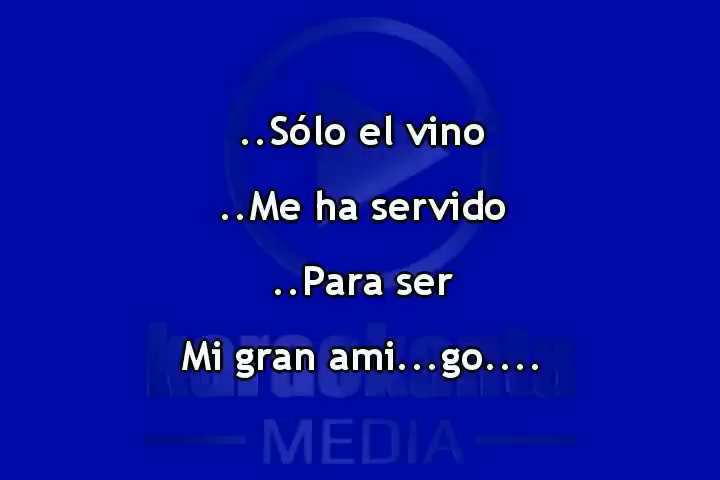 ..Sólo el vino
..Me ha servido
..Para ser
Mi gran ami...go....
karaokanta
MEDIA